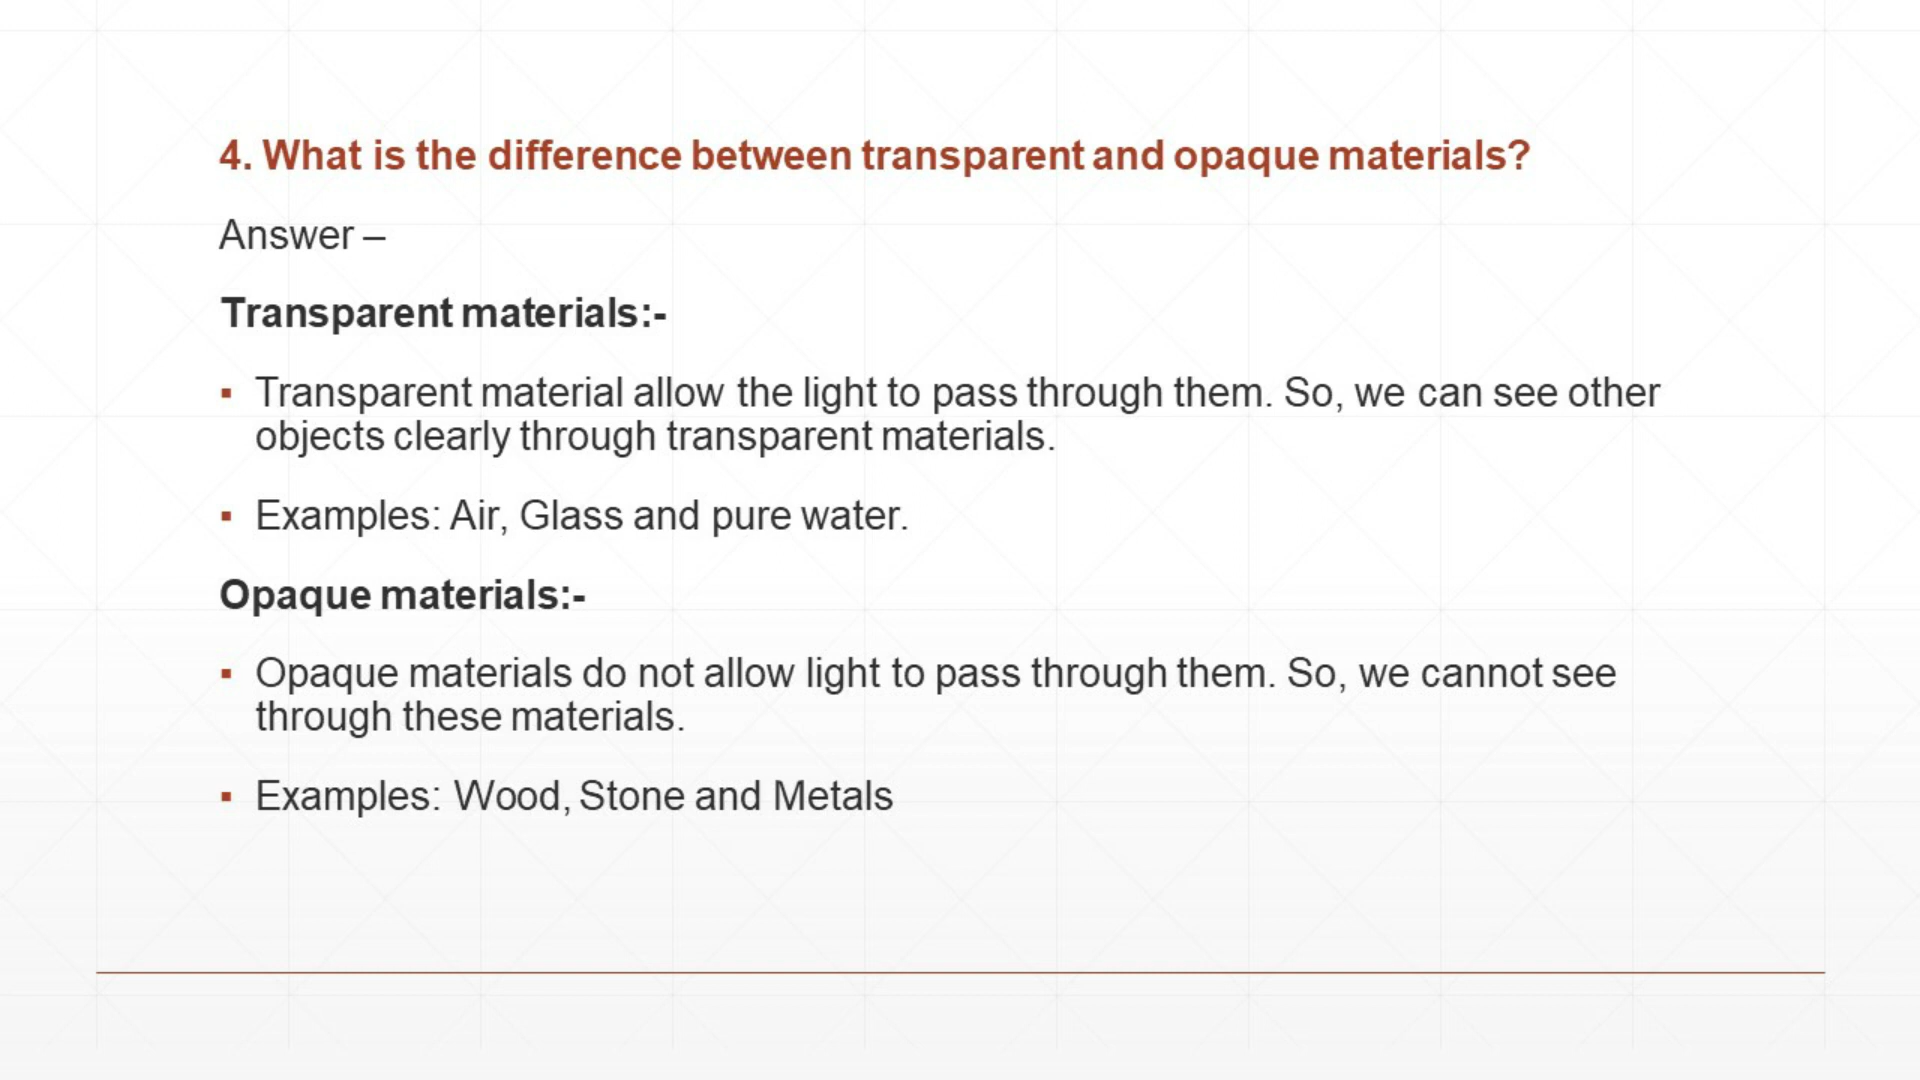 4. What is the difference between transparent and opaque materials?
Answer –
Transparent materials:-
▪ Transparent material allow the light to pass through them. So, we can see other
objects clearly through transparent materials.
▪ Examples: Air, Glass and pure water.
Opaque materials:-
▪ Opaque materials do not allow light to pass through them. So, we cannot see
through these materials.
▪ Examples: Wood, Stone and Metals